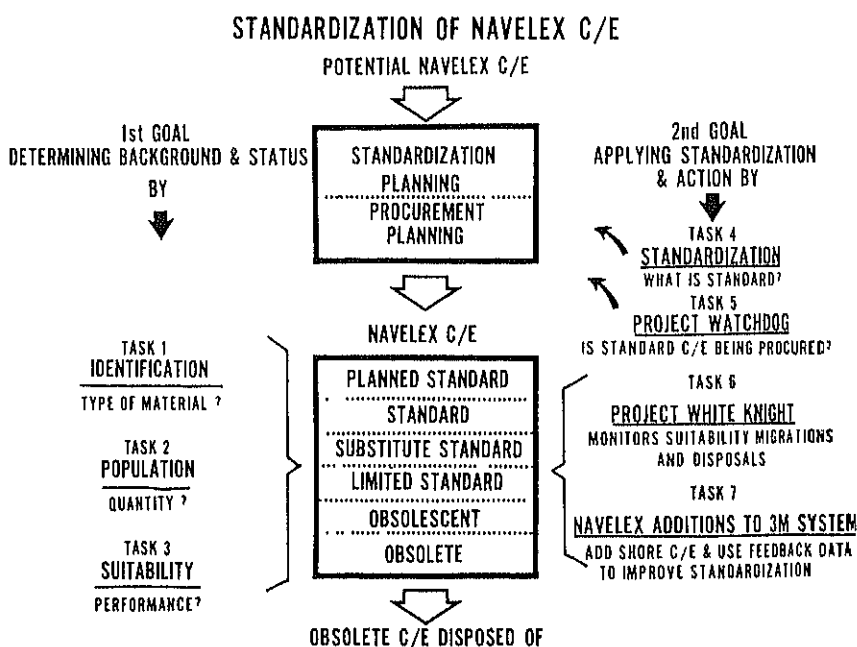 STANDARDIZATION OF NAVELEX C/E
POTENTIAL NAVELEX C/E
1st GOAL
DETERMINING BACKGROUND & STATUS
BY
STANDARDIZATION
PLANNING
PROCUREMENT
PLANNING
2nd GOAL
APPLYING STANDARDIZATION
& ACTION BY
TASK 4
STANDARDIZATION
WHAT IS STANDARD?
TASK 5
PROJECT WATCHDOG
IS STANDARD C/E BEING PROCURED?
NAVELEX C/E
TASK 1
IDENTIFICATION
TYPE OF MATERIAL ?
TASK 2
POPULATION
QUANTITY ?
TASK 3
SUITABILITY
PERFORMANCE?
PLANNED STANDARD
STANDARD
SUBSTITUTE STANDARD
LIMITED STANDARD
OBSOLESCENT
OBSOLETE
TASK 6
PROJECT WHITE KNIGHT
MONITORS SUITABILITY MIGRATIONS
AND DISPOSALS
TASK 7
NAVELEX ADDITIONS TO 3M SYSTEM
ADD SHORE C/E & USE FEEDBACK DATA
TO IMPROVE STANDARDIZATION
OBSOLETE C/E DISPOSED OF